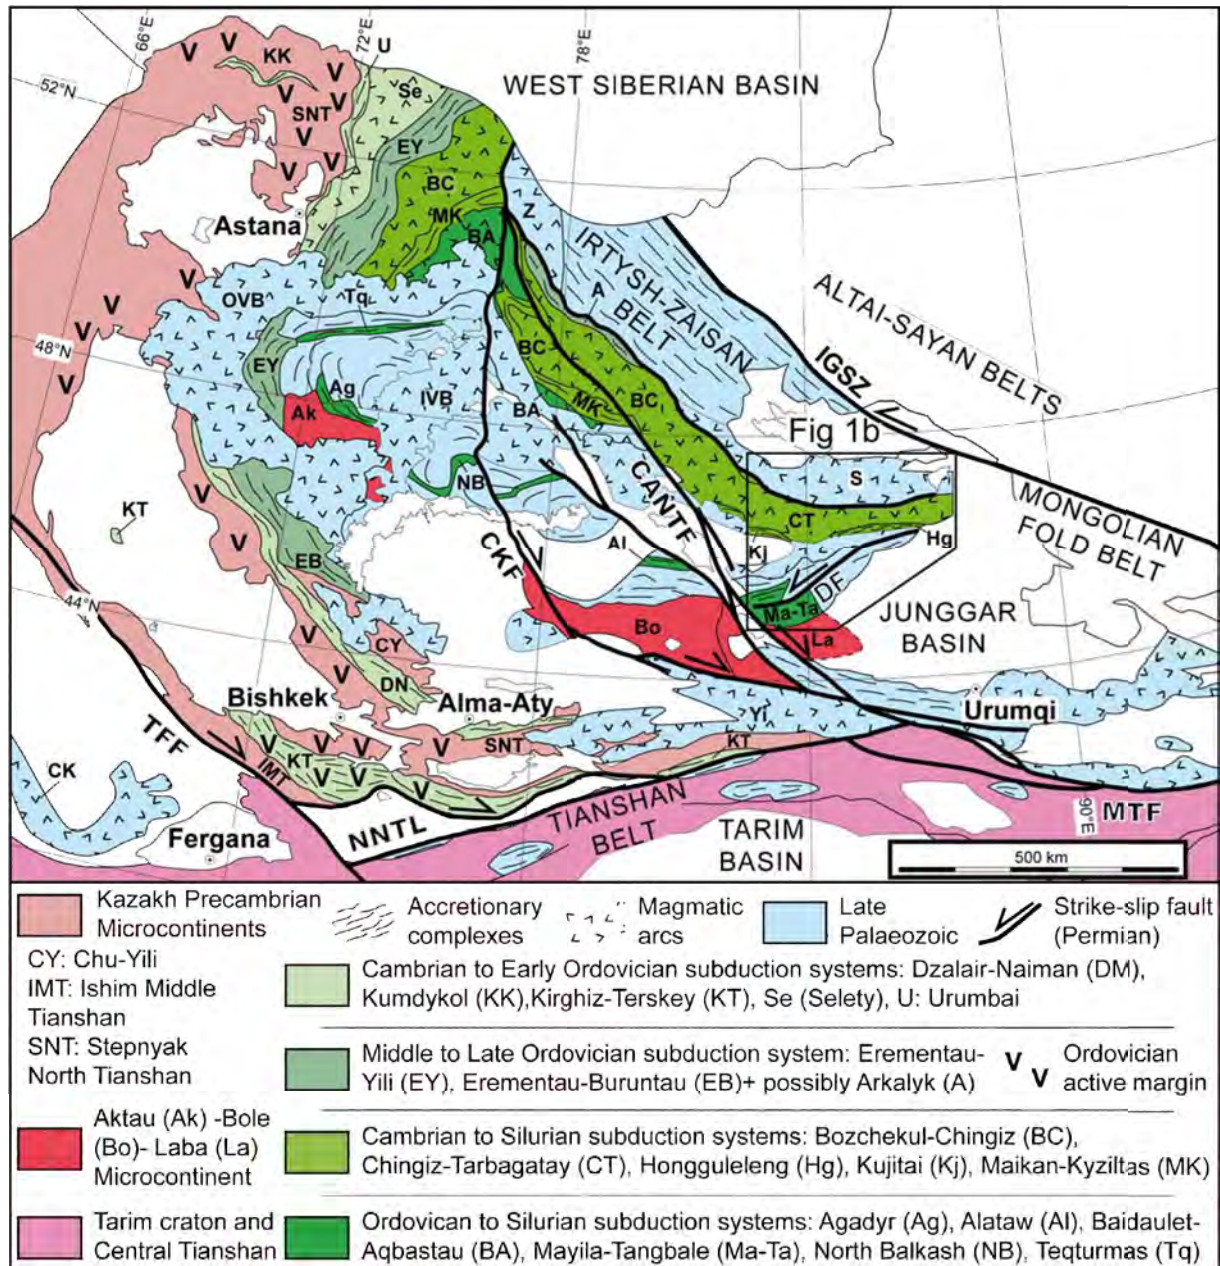 66°E
72°E
U
78°E
KK
52°N
SNT
Se
WEST SIBERIAN BASIN
EY
BC
MK
BA
Z
Astana
IRTYSH-ZAISAN
BELT
A
ALTAI-SAYAN BELTS
OVB
Tq
48°N
EY
Ag
Ak
IVB
BC
MK
BC
BA
IGSZ
Fig 1b
NB
S
KT
CANTF
CT
MONGOLIAN
FOLD BELT
CKF
Al
Kj
Hg
EB
DF
44°N
Ma-Ta
JUNGGAR
BASIN
CY
Bo
La
DN
Bishkek
Alma-Aty
Yi
Urumqi
TFF
SNT
KT
KT
IMT
CK
NNTL
TIANSHAN
BELT
90°E
MTF
Fergana
TARIM
BASIN
500 km
Kazakh Precambrian
Microcontinents
Accretionary
complexes
Magmatic
arcs
Late
Palaeozoic
Strike-slip fault
(Permian)
CY: Chu-Yili
IMT: Ishim Middle
Tianshan
SNT: Stepnyak
North Tianshan
Cambrian to Early Ordovician subduction systems: Dzalair-Naiman (DM),
Kumdykol (KK),Kirghiz-Terskey (KT), Se (Selety), U: Urumbai
Middle to Late Ordovician subduction system: Erementau-
Yili (EY), Erementau-Buruntau (EB)+ possibly Arkalyk (A)
Ordovician
active margin
Aktau (Ak) -Bole
(Bo)- Laba (La)
Microcontinent
Cambrian to Silurian subduction systems: Bozchekul-Chingiz (BC),
Chingiz-Tarbagatay (CT), Hongguleleng (Hg), Kujitai (Kj), Maikan-Kyziltas (MK)
Tarim craton and
Central Tianshan
Ordovican to Silurian subduction systems: Agadyr (Ag), Alataw (Al), Baidaulet-
Aqbastau (BA), Mayila-Tangbale (Ma-Ta), North Balkash (NB), Teqturmas (Tq)